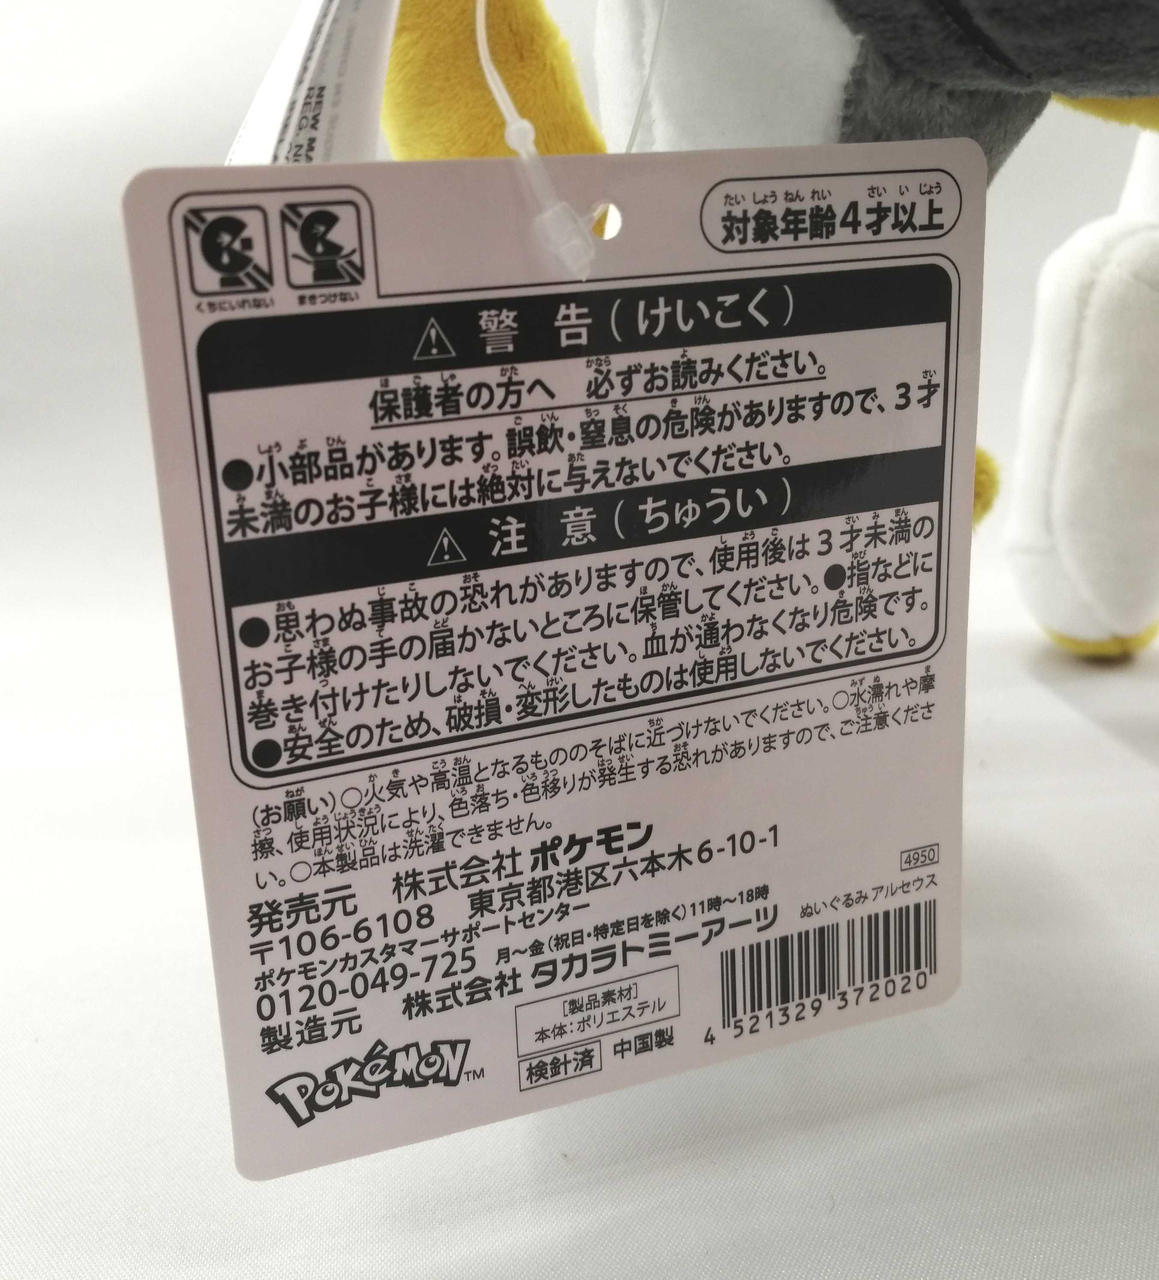 NEW MA
REG. N
対象年齢4才以上
たいしょうねんれい さいいじょう
くちにいれない まきつけない
⚠ 警告(けいこく)
保護者の方へ 必ずお読みください。
●小部品があります。誤飲・窒息の危険がありますので、3才
未満のお子様には絶対に与えないでください。
⚠ 注意(ちゅうい)
●思わぬ事故の恐れがありますので、使用後は3才未満の
お子様の手の届かないところに保管してください。●指などに
巻き付けたりしないでください。血が通わなくなり危険です。
●安全のため、破損・変形したものは使用しないでください。
(お願い)○火気や高温となるもののそばに近づけないでください。○水濡れや摩
擦、使用状況により、色落ち・色移りが発生する恐れがありますので、ご注意くださ
い。○本製品は洗濯できません。
発売元 株式会社 ポケモン
〒106-6108 東京都港区六本木6-10-1
ポケモンカスタマーサポートセンター
0120-049-725 月〜金(祝日・特定日を除く)11時〜18時
製造元 株式会社 タカラトミーアーツ
4950
ぬいぐるみ アルセウス
4 521329 372020
[製品素材]
本体:ポリエステル
検針済 中国製
POKéMON™